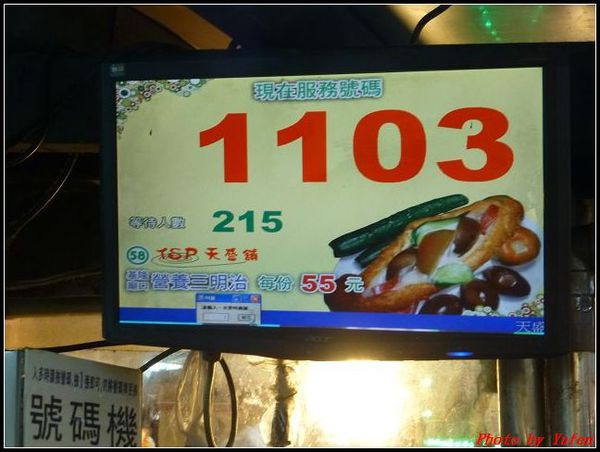 現在服務號碼
1103
等待人數 215
58 天盛舖
基隆
廟口 營養三明治 每份 55 元
天盛
acer
號碼機
Photo by Yufen